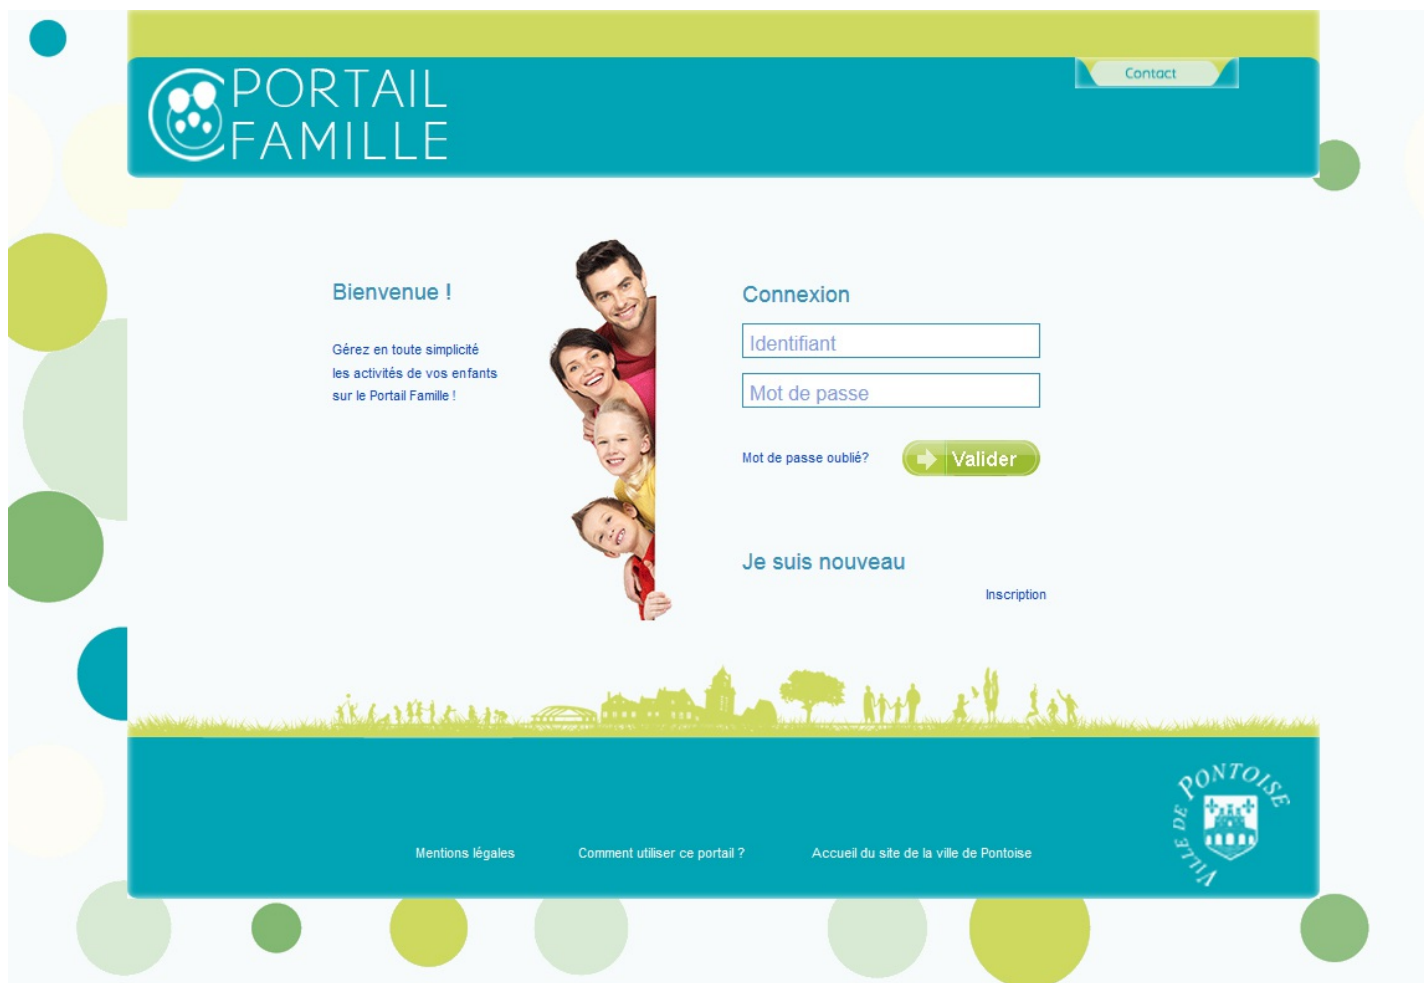 PORTAIL
FAMILLE
Contact
Bienvenue !
Gérez en toute simplicité
les activités de vos enfants
sur le Portail Famille !
Connexion
Identifiant
Mot de passe
Mot de passe oublié?
Valider
Je suis nouveau
Inscription
VILLE DE PONTOISE
Mentions légales
Comment utiliser ce portail ?
Accueil du site de la ville de Pontoise